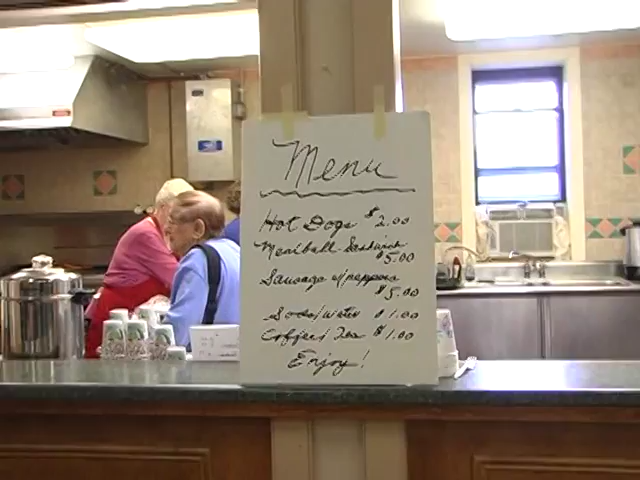 Menu
Hot Dogs $2.00
Meatball Sandwich
$5.00
Sausage w/peppers
$5.00
Soda/water $1.00
Coffee/Tea $1.00
Enjoy!